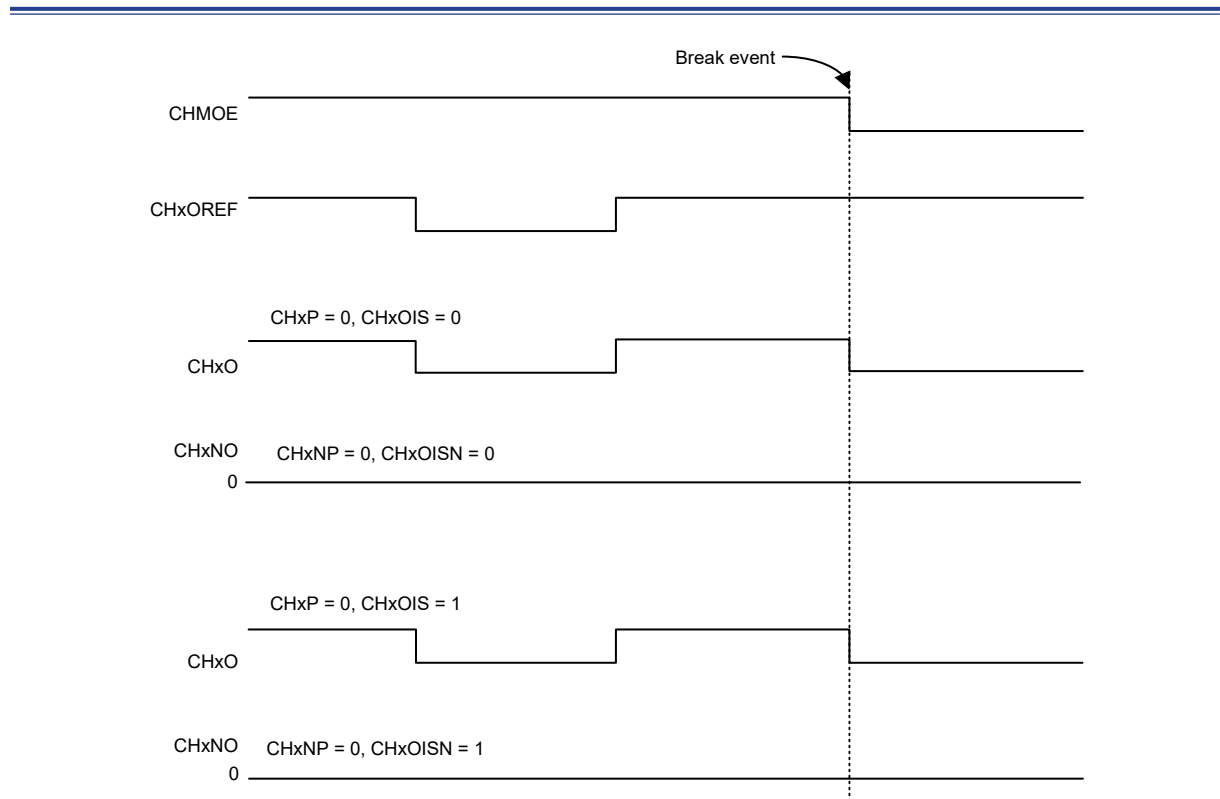 Break event
CHMOE
CHxOREF
CHxP = 0, CHxOIS = 0
CHxO
CHxNO
CHxNP = 0, CHxOISN = 0
0
CHxP = 0, CHxOIS = 1
CHxO
CHxNO
CHxNP = 0, CHxOISN = 1
0